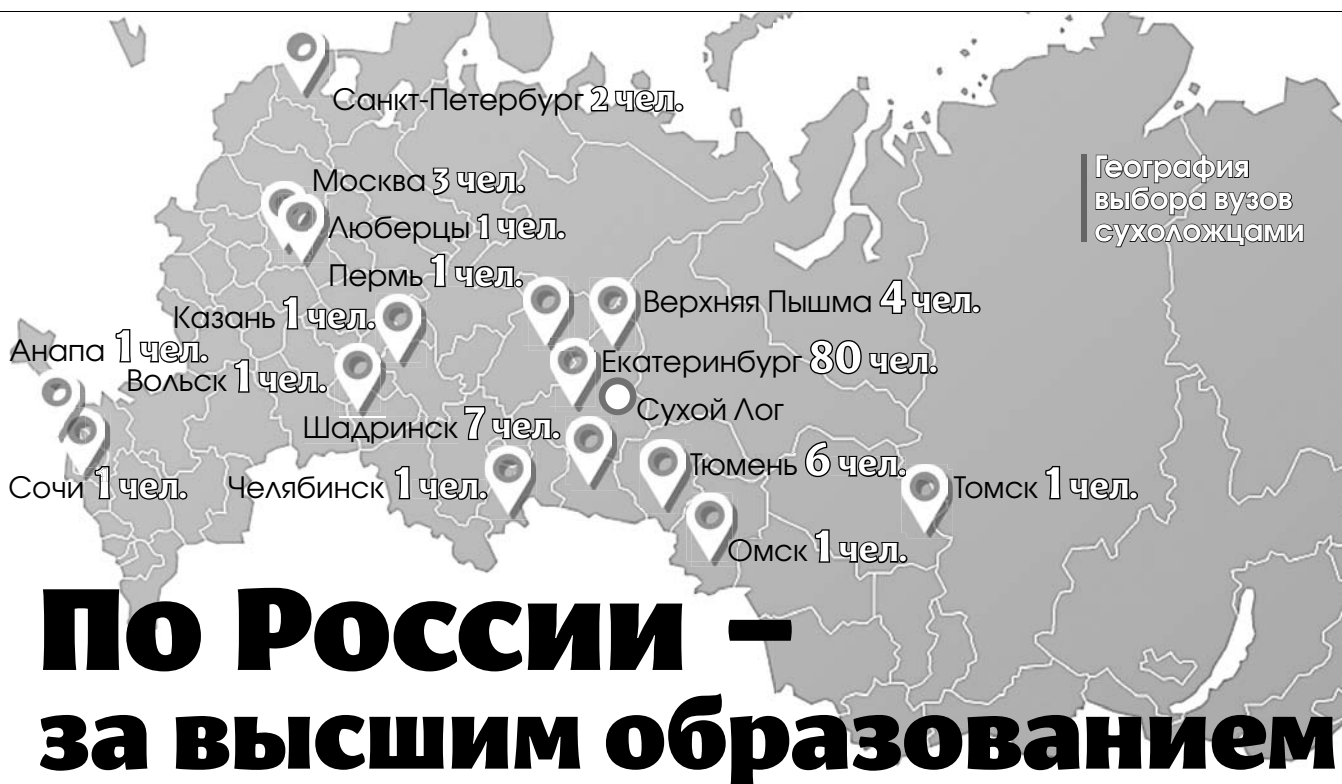 Санкт-Петербург 2 чел.
Москва 3 чел.
Люберцы 1 чел.
География
выбора вузов
сухоложцами
Пермь 1 чел.
Верхняя Пышма 4 чел.
Казань 1 чел.
Анапа 1 чел.
Екатеринбург 80 чел.
Вольск 1 чел.
Сухой Лог
Шадринск 7 чел.
Тюмень 6 чел.
Сочи 1 чел.
Челябинск 1 чел.
Томск 1 чел.
Омск 1 чел.
По России –
за высшим образованием